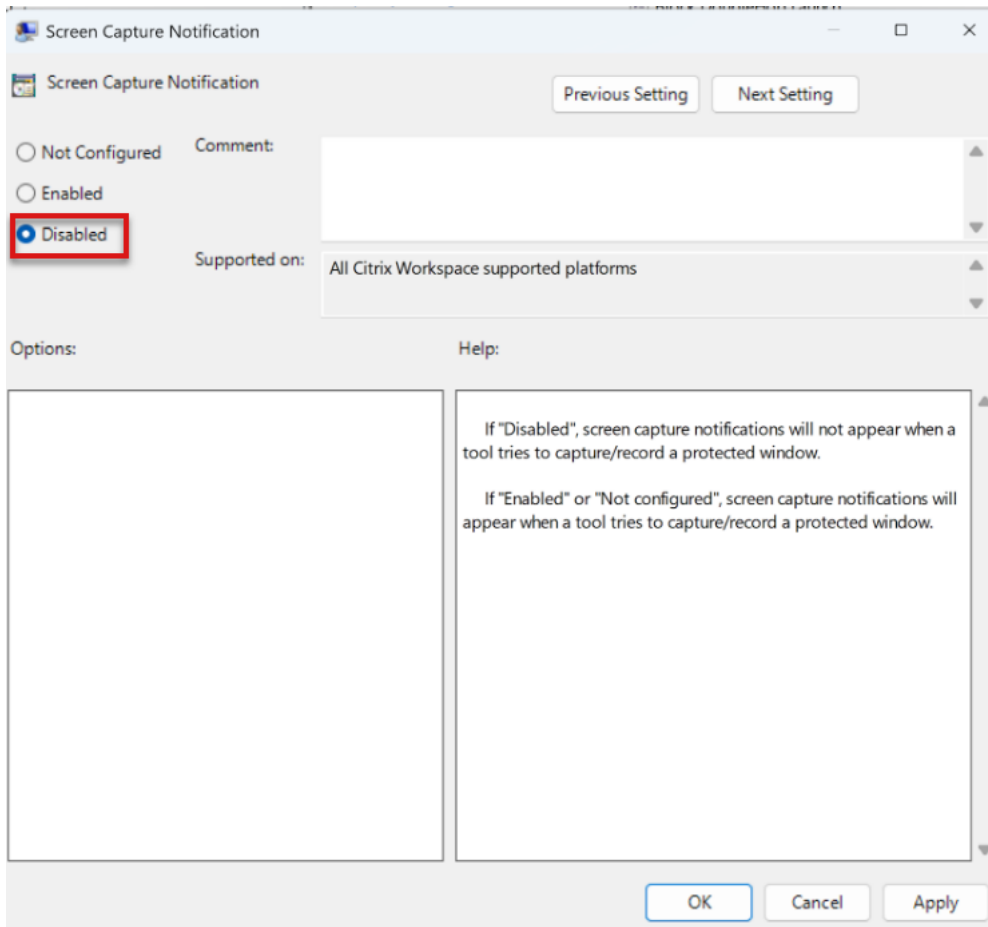 Screen Capture Notification
Screen Capture Notification
Previous Setting
Next Setting
Not Configured
Comment:
Enabled
Disabled
Supported on:
All Citrix Workspace supported platforms
Options:
Help:
If "Disabled", screen capture notifications will not appear when a
tool tries to capture/record a protected window.
If "Enabled" or "Not configured", screen capture notifications will
appear when a tool tries to capture/record a protected window.
OK
Cancel
Apply